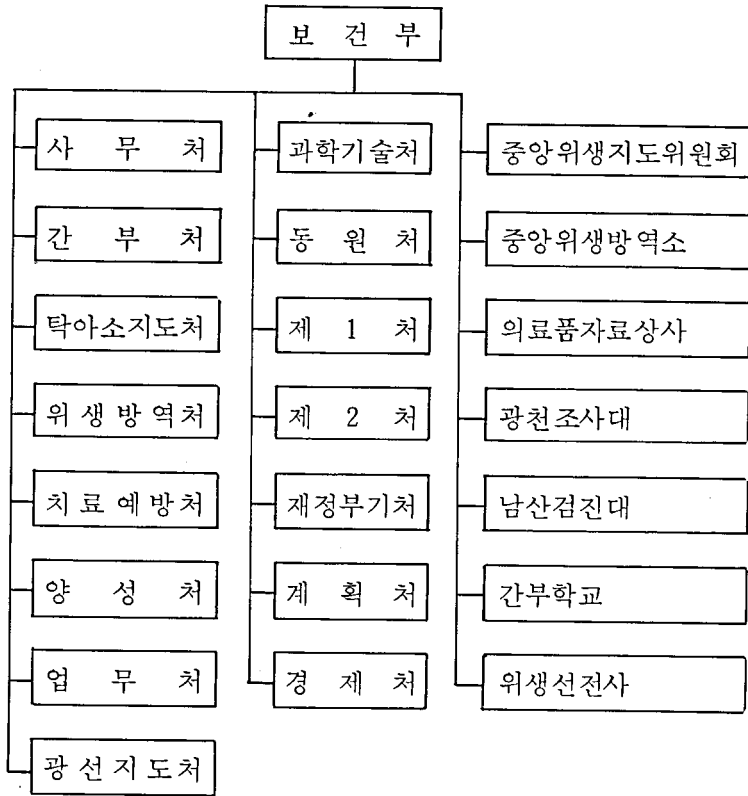 보 건 부
사 무 처
간 부 처
탁아소지도처
위생방역처
치료예방처
양 성 처
업 무 처
광선지도처
과학기술처
동 원 처
제 1 처
제 2 처
재정부기처
계 획 처
경 제 처
중앙위생지도위원회
중앙위생방역소
의료품자료상사
광천조사대
남산검진대
간부학교
위생선전사